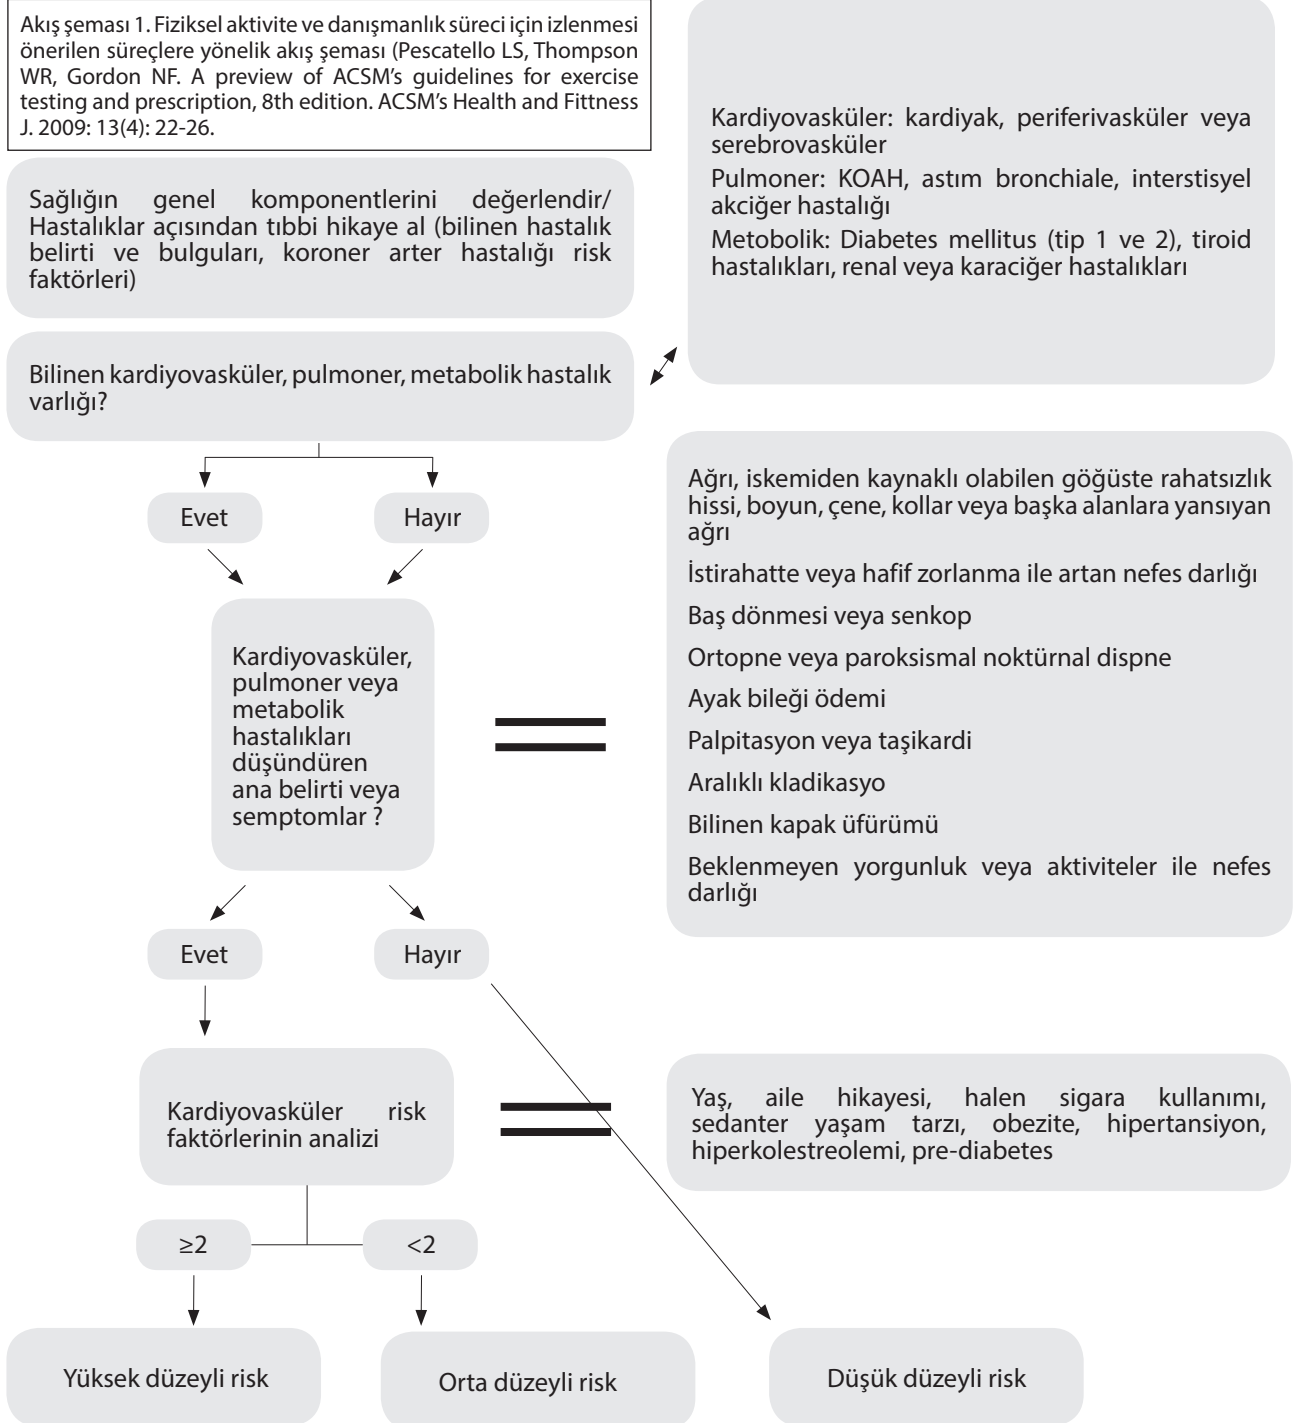 Akış şeması 1. Fiziksel aktivite ve danışmanlık süreci için izlenmesi
önerilen süreçlere yönelik akış şeması (Pescatello LS, Thompson
WR, Gordon NF. A preview of ACSM's guidelines for exercise
testing and prescription, 8th edition. ACSM's Health and Fittness
J. 2009: 13(4): 22-26.
Kardiyovasküler: kardiyak, periferivasküler veya
serebrovasküler
Pulmoner: KOAH, astım bronchiale, interstisyel
akciğer hastalığı
Metobolik: Diabetes mellitus (tip 1 ve 2), tiroid
hastalıkları, renal veya karaciğer hastalıkları
Sağlığın genel komponentlerini değerlendir/
Hastalıklar açısından tıbbi hikaye al (bilinen hastalık
belirti ve bulguları, koroner arter hastalığı risk
faktörleri)
Bilinen kardiyovasküler, pulmoner, metabolik hastalık
varlığı?
Evet
Hayır
Ağrı, iskemiden kaynaklı olabilen göğüste rahatsızlık
hissi, boyun, çene, kollar veya başka alanlara yansıyan
ağrı
İstirahatte veya hafif zorlanma ile artan nefes darlığı
Baş dönmesi veya senkop
Ortopne veya paroksismal noktürnal dispne
Ayak bileği ödemi
Palpitasyon veya taşikardi
Aralıklı kladikasyo
Bilinen kapak üfürümü
Beklenmeyen yorgunluk veya aktiviteler ile nefes
darlığı
Kardiyovasküler,
pulmoner veya
metabolik
hastalıkları
düşündüren
ana belirti veya
semptomlar ?
Evet
Hayır
Kardiyovasküler risk
faktörlerinin analizi
Yaş, aile hikayesi, halen sigara kullanımı,
sedanter yaşam tarzı, obezite, hipertansiyon,
hiperkolestreolemi, pre-diabetes
≥2
<2
Yüksek düzeyli risk
Orta düzeyli risk
Düşük düzeyli risk